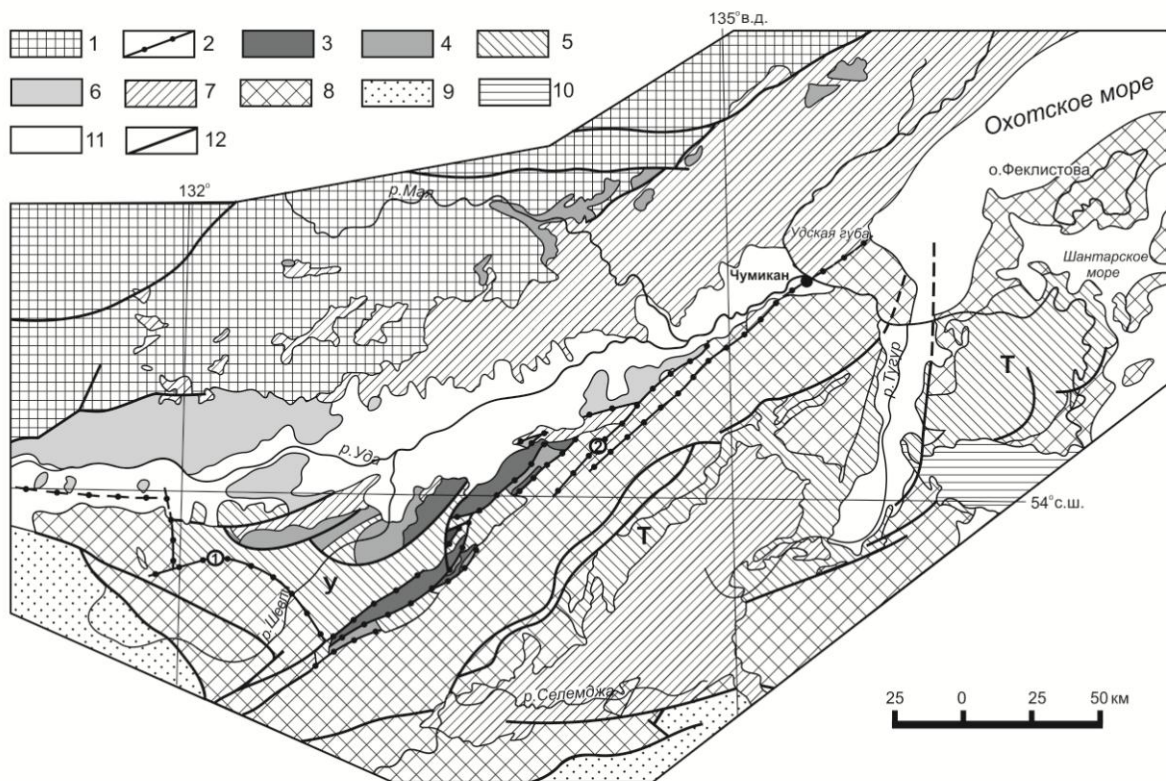 1 2 3 4 5
6 7 8 9 10
11 12
135° в.д.
Охотское море
о.Феклистова
132°
р.Мая
Удская губа
Шантарское
море
Чумикан
р.Тугур
Т
р.Уда
2
54° с.ш.
Т
1
У
р.Шевли
р.Селемджа
25 0 25 50 км